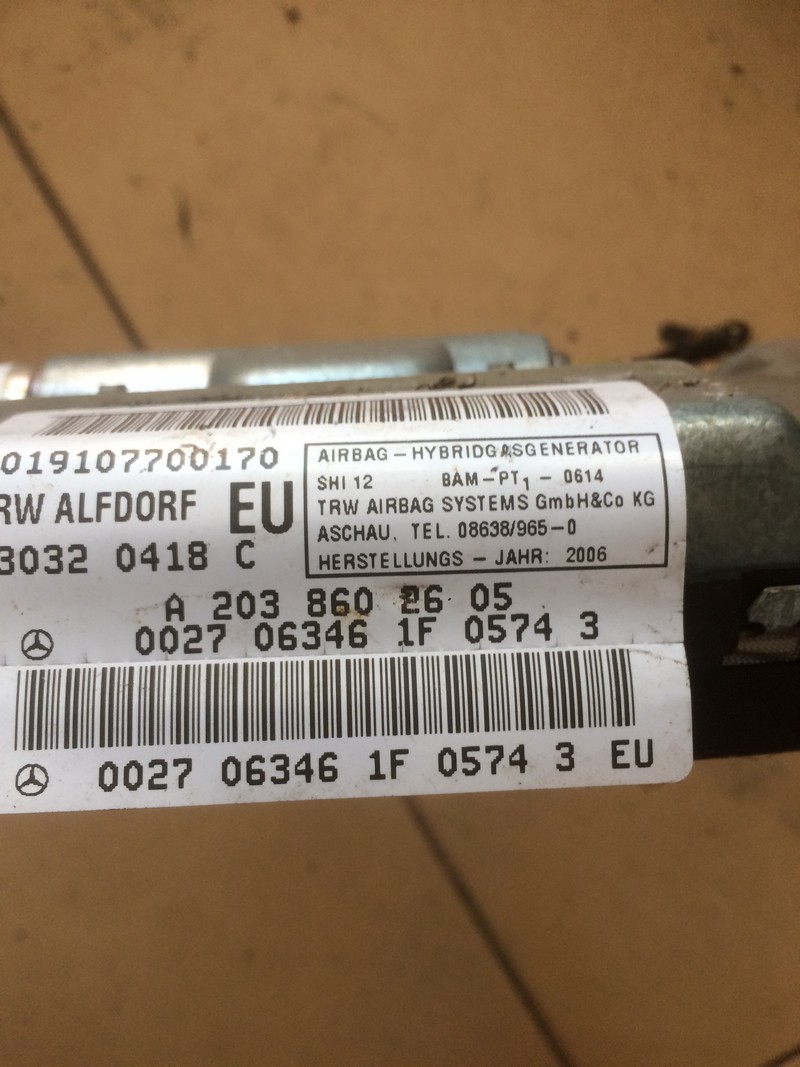 019107700170
RW ALFDORF EU
3032 0418 C
AIRBAG – HYBRIDGASGENERATOR
SHI 12 BAM–PT1 – 0614
TRW AIRBAG SYSTEMS GmbH&Co KG
ASCHAU, TEL. 08638/965–0
HERSTELLUNGS – JAHR: 2006
A 203 860 26 05
0027 06346 1F 0574 3
0027 06346 1F 0574 3 EU